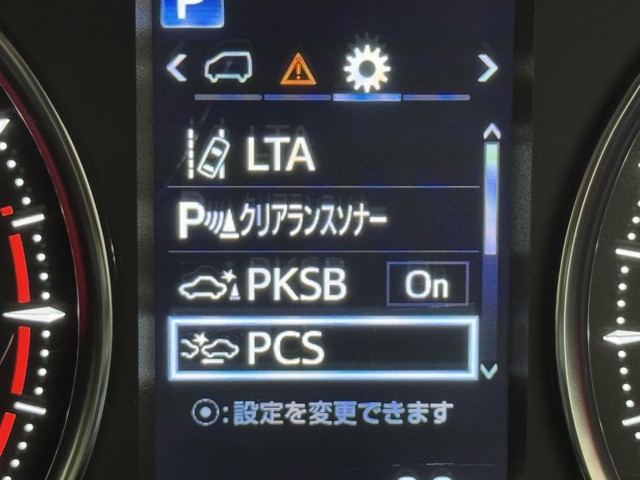 P
LTA
P クリアランスソナー
PKSB On
PCS
:設定を変更できます